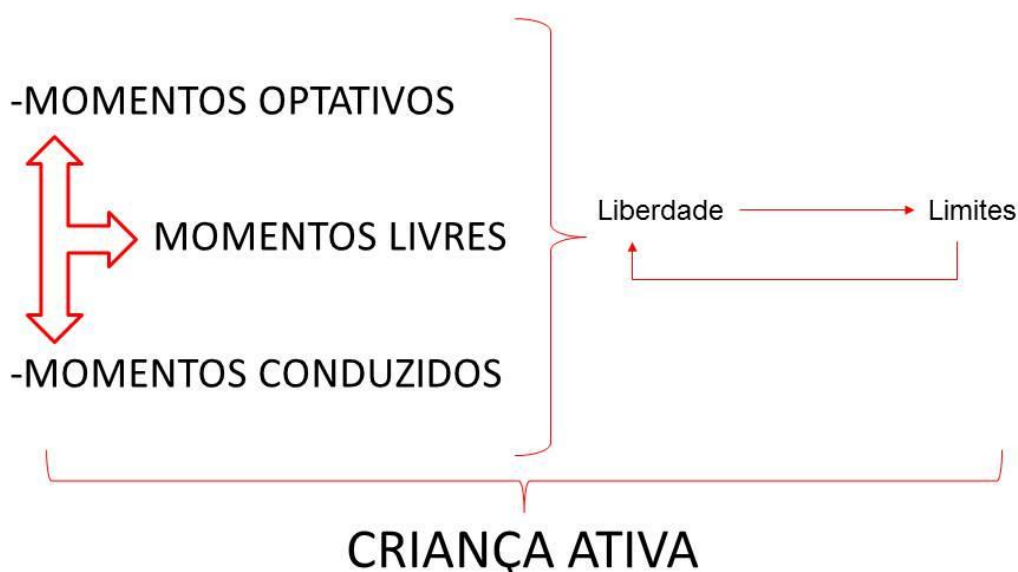 -MOMENTOS OPTATIVOS
MOMENTOS LIVRES
-MOMENTOS CONDUZIDOS
Liberdade
Limites
CRIANÇA ATIVA